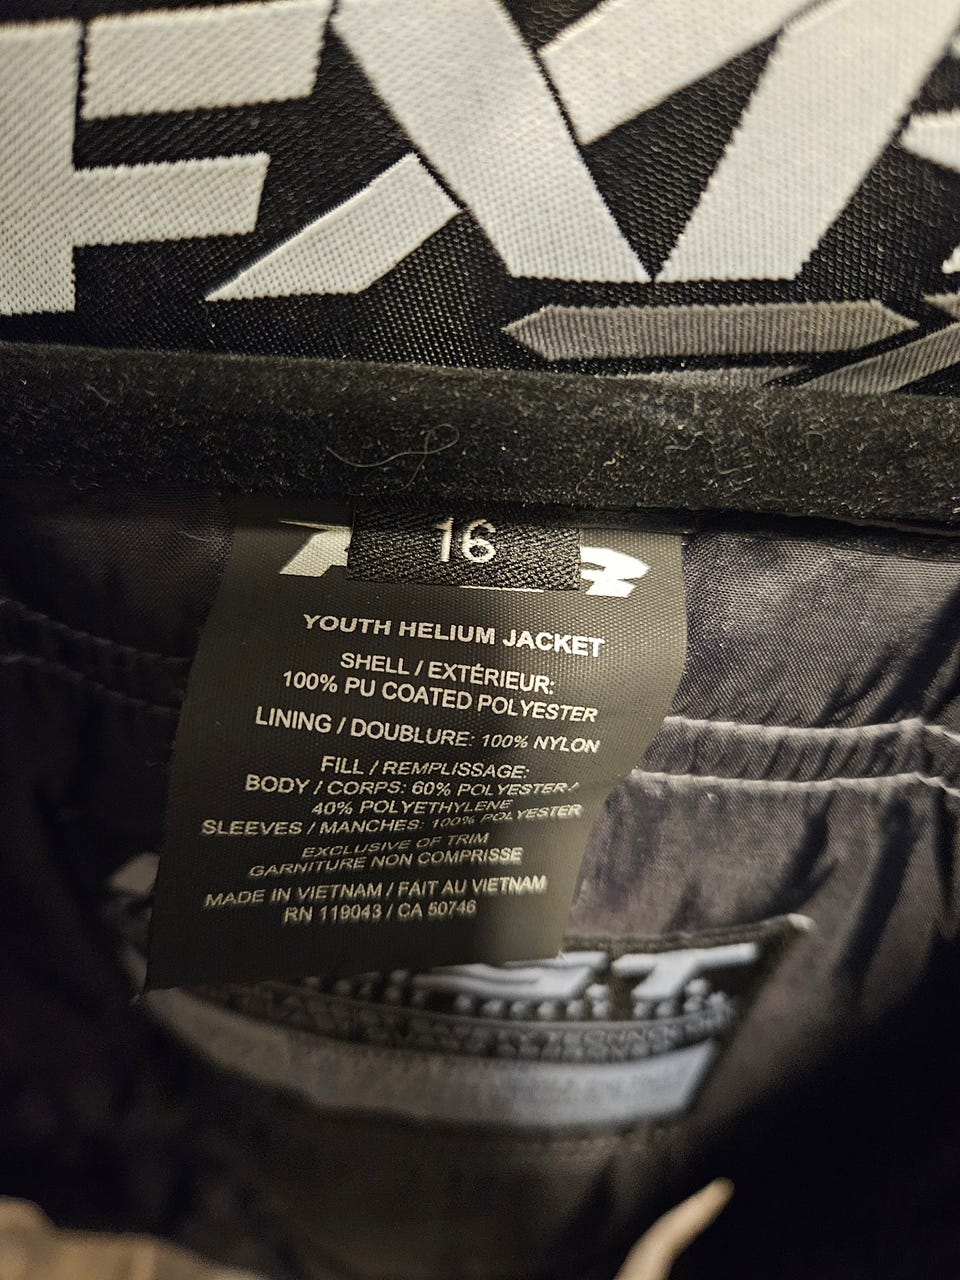 FXR
16
YOUTH HELIUM JACKET
SHELL / EXTÉRIEUR:
100% PU COATED POLYESTER
LINING / DOUBLURE: 100% NYLON
FILL / REMPLISSAGE:
BODY / CORPS: 60% POLYESTER/
40% POLYETHYLENE
SLEEVES / MANCHES: 100% POLYESTER
EXCLUSIVE OF TRIM
GARNITURE NON COMPRISSE
MADE IN VIETNAM / FAIT AU VIETNAM
RN 119043 / CA 50746